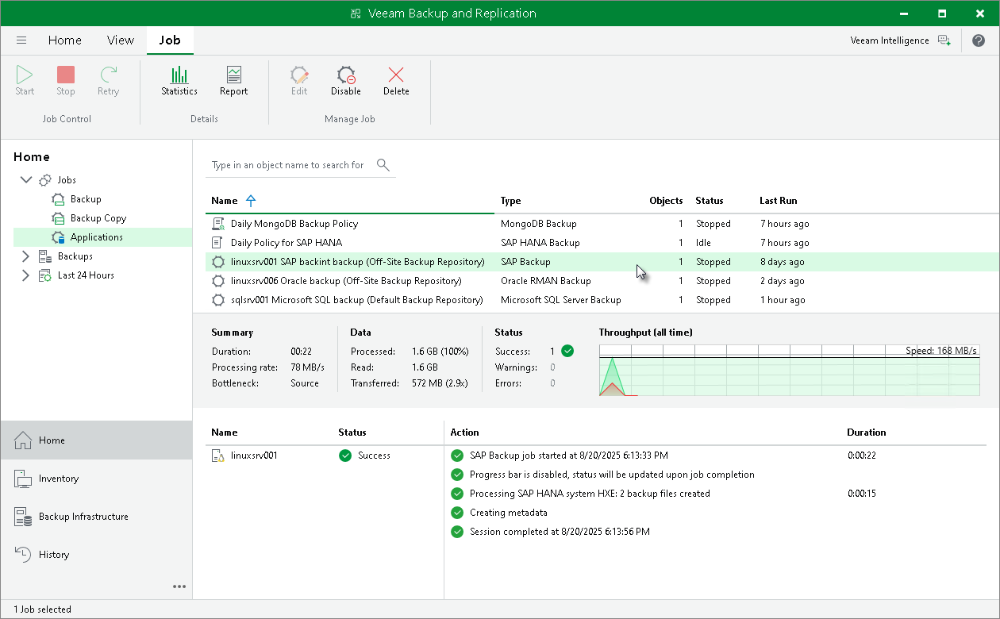 Veeam Backup and Replication
Home View Job
Veeam Intelligence
Start Stop Retry
Job Control
Statistics Report
Details
Edit Disable Delete
Manage Job
Home
Jobs
Backup
Backup Copy
Applications
Backups
Last 24 Hours
Home
Inventory
Backup Infrastructure
History
Type in an object name to search for
Name Type Objects Status Last Run
Daily MongoDB Backup Policy MongoDB Backup 1 Stopped 7 hours ago
Daily Policy for SAP HANA SAP HANA Backup 1 Idle 7 hours ago
linuxsrv001 SAP backint backup (Off-Site Backup Repository) SAP Backup 1 Stopped 8 days ago
linuxsrv006 Oracle backup (Off-Site Backup Repository) Oracle RMAN Backup 1 Stopped 2 days ago
sqlsrv001 Microsoft SQL backup (Default Backup Repository) Microsoft SQL Server Backup 1 Stopped 1 hour ago
Summary
Duration: 00:22
Processing rate: 78 MB/s
Bottleneck: Source
Data
Processed: 1.6 GB (100%)
Read: 1.6 GB
Transferred: 572 MB (2.9x)
Status
Success: 1
Warnings: 0
Errors: 0
Throughput (all time)
Speed: 168 MB/s
Name Status
linuxsrv001 Success
Action Duration
SAP Backup job started at 8/20/2025 6:13:33 PM 0:00:22
Progress bar is disabled, status will be updated upon job completion
Processing SAP HANA system HXE: 2 backup files created 0:00:15
Creating metadata
Session completed at 8/20/2025 6:13:56 PM
1 Job selected